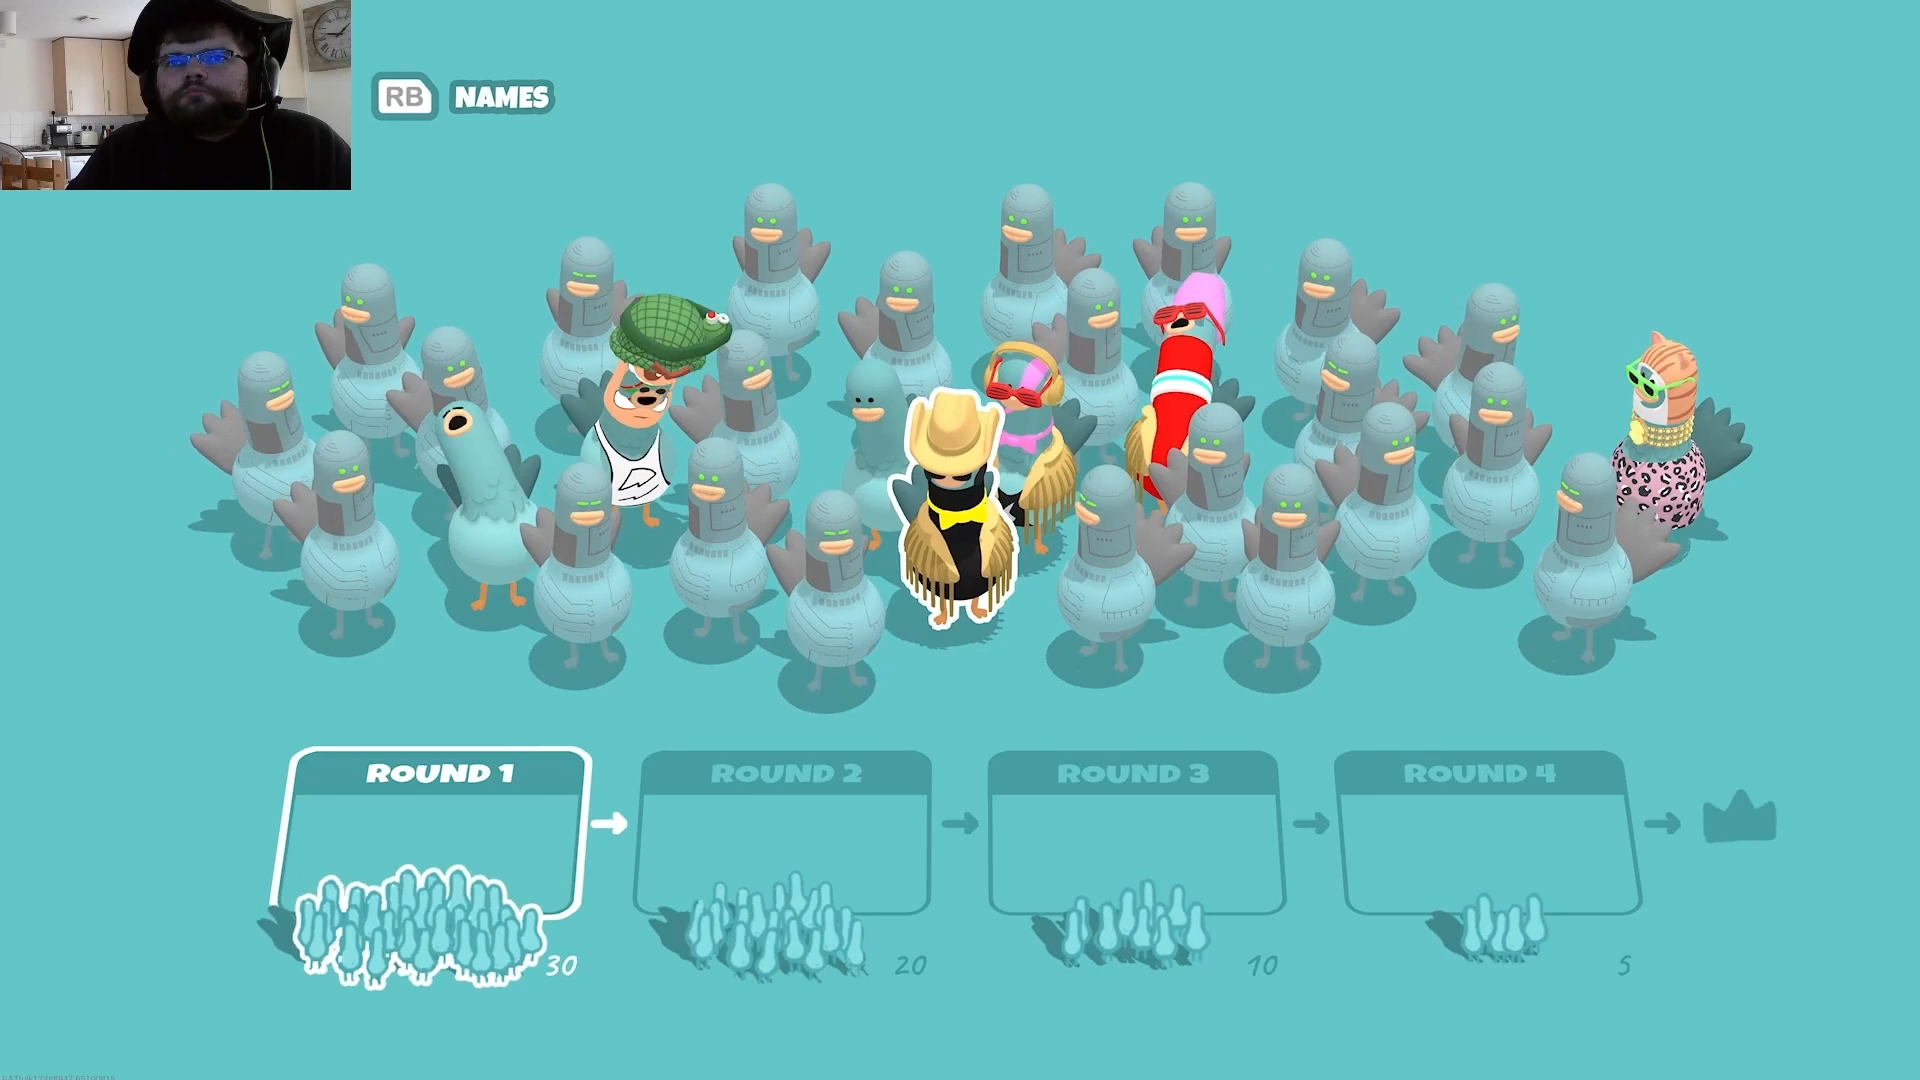 RB NAMES
ROUND 1
ROUND 2
ROUND 3
ROUND 4
30
20
10
5